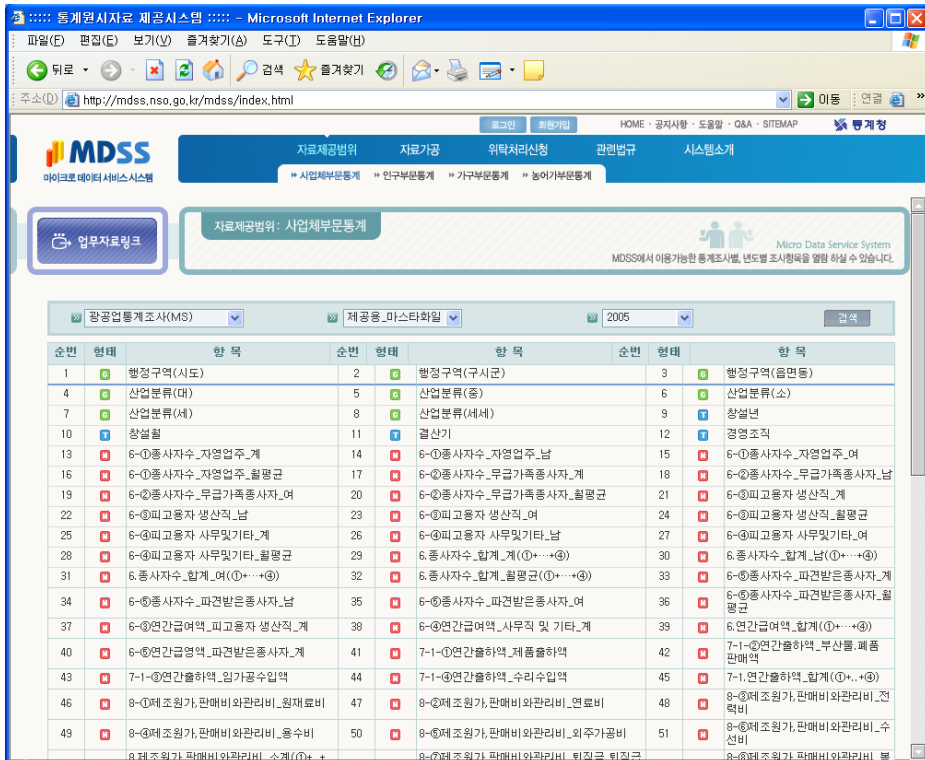 ::::: 통계원시자료 제공시스템 ::::: - Microsoft Internet Explorer
파일(F) 편집(E) 보기(V) 즐겨찾기(A) 도구(T) 도움말(H)
뒤로 검색 즐겨찾기
주소(D) http://mdss.nso.go.kr/mdss/index.html 이동 연결 »
로그인 회원가입 HOME · 공지사항 · 도움말 · Q&A · SITEMAP 통계청
MDSS 자료제공범위 자료가공 위탁처리신청 관련법규 시스템소개
마이크로 데이터 서비스 시스템 » 사업체부문통계 » 인구부문통계 » 가구부문통계 » 농어가부문통계
업무자료링크 자료제공범위: 사업체부문통계
Micro Data Service System
MDSS에서 이용가능한 통계조사별, 년도별 조사항목을 열람 하실 수 있습니다.
광공업통계조사(MS) 제공용_마스타화일 2005 검색
순번 형태 항 목 순번 형태 항 목 순번 형태 항 목
1 C 행정구역(시도) 2 C 행정구역(구시군) 3 C 행정구역(읍면동)
4 C 산업분류(대) 5 C 산업분류(중) 6 C 산업분류(소)
7 C 산업분류(세) 8 C 산업분류(세세) 9 T 창설년
10 T 창설월 11 T 결산기 12 T 경영조직
13 N 6-①종사자수_자영업주_계 14 N 6-①종사자수_자영업주_남 15 N 6-①종사자수_자영업주_여
16 N 6-①종사자수_자영업주_월평균 17 N 6-②종사자수_무급가족종사자_계 18 N 6-②종사자수_무급가족종사자_남
19 N 6-②종사자수_무급가족종사자_여 20 N 6-②종사자수_무급가족종사자_월평균 21 N 6-③피고용자 생산직_계
22 N 6-③피고용자 생산직_남 23 N 6-③피고용자 생산직_여 24 N 6-③피고용자 생산직_월평균
25 N 6-④피고용자 사무및기타_계 26 N 6-④피고용자 사무및기타_남 27 N 6-④피고용자 사무및기타_여
28 N 6-④피고용자 사무및기타_월평균 29 N 6.종사자수_합계_계(①+···+④) 30 N 6.종사자수_합계_남(①+···+④)
31 N 6.종사자수_합계_여(①+···+④) 32 N 6.종사자수_합계_월평균(①+···+④) 33 N 6-⑤종사자수_파견받은종사자_계
34 N 6-⑤종사자수_파견받은종사자_남 35 N 6-⑤종사자수_파견받은종사자_여 36 N 6-⑤종사자수_파견받은종사자_월
평균
37 N 6-③연간급여액_피고용자 생산직_계 38 N 6-④연간급여액_사무직 및 기타_계 39 N 6.연간급여액_합계(①+···+④)
40 N 6-⑤연간급영액_파견받은종사자_계 41 N 7-1-①연간출하액_제품출하액 42 N 7-1-②연간출하액_부산물.폐품
판매액
43 N 7-1-③연간출하액_임가공수입액 44 N 7-1-④연간출하액_수리수입액 45 N 7-1.연간출하액_합계(①+..+④)
46 N 8-①제조원가,판매비와관리비_원재료비 47 N 8-②제조원가,판매비와관리비_연료비 48 N 8-③제조원가,판매비와관리비_전
력비
49 N 8-④제조원가,판매비와관리비_용수비 50 N 8-⑤제조원가,판매비와관리비_외주가공비 51 N 8-⑥제조원가,판매비와관리비_수
선비